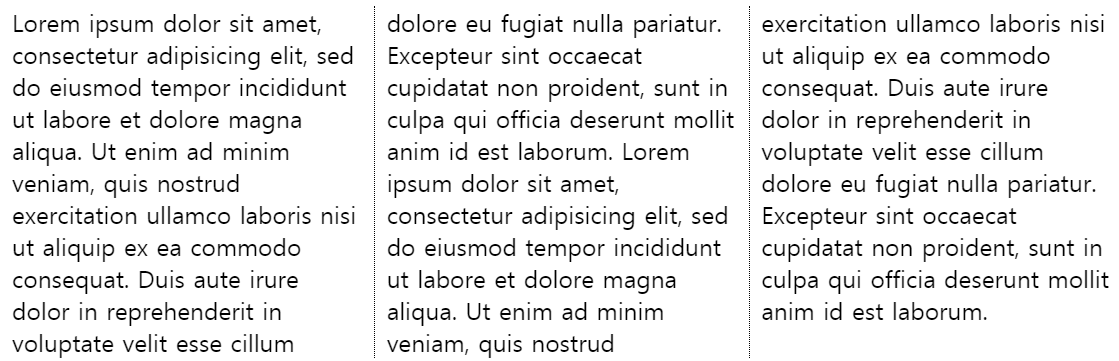 Lorem ipsum dolor sit amet,
consectetur adipisicing elit, sed
do eiusmod tempor incididunt
ut labore et dolore magna
aliqua. Ut enim ad minim
veniam, quis nostrud
exercitation ullamco laboris nisi
ut aliquip ex ea commodo
consequat. Duis aute irure
dolor in reprehenderit in
voluptate velit esse cillum
dolore eu fugiat nulla pariatur.
Excepteur sint occaecat
cupidatat non proident, sunt in
culpa qui officia deserunt mollit
anim id est laborum. Lorem
ipsum dolor sit amet,
consectetur adipisicing elit, sed
do eiusmod tempor incididunt
ut labore et dolore magna
aliqua. Ut enim ad minim
veniam, quis nostrud
exercitation ullamco laboris nisi
ut aliquip ex ea commodo
consequat. Duis aute irure
dolor in reprehenderit in
voluptate velit esse cillum
dolore eu fugiat nulla pariatur.
Excepteur sint occaecat
cupidatat non proident, sunt in
culpa qui officia deserunt mollit
anim id est laborum.